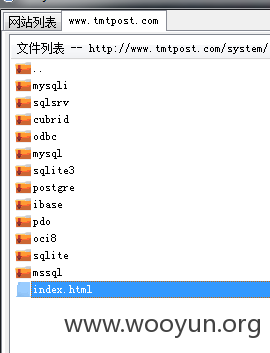 网站列表 www.tmtpost.com
文件列表 -- http://www.tmtpost.com/system/
..
mysqli
sqlsrv
cubrid
odbc
mysql
sqlite3
postgre
ibase
pdo
oci8
sqlite
mssql
index.html
www.wooyun.org